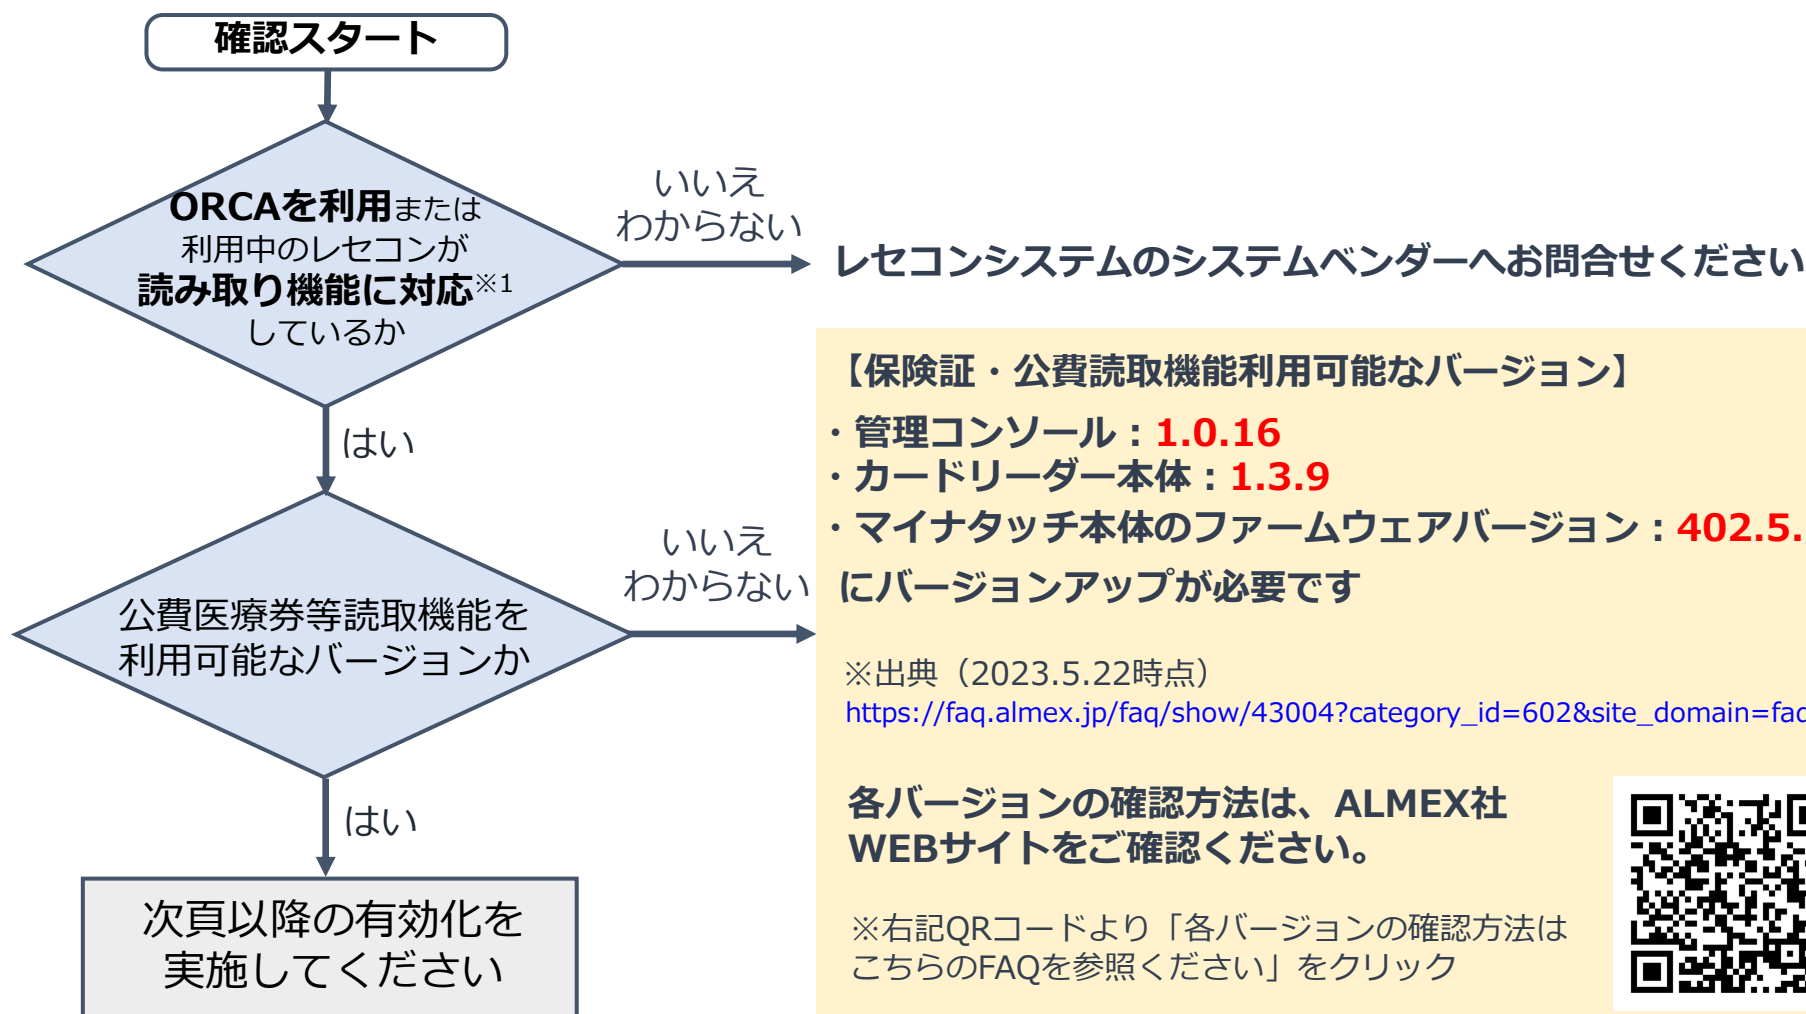 確認スタート
ORCAを利用または
利用中のレセコンが
読み取り機能に対応※1
しているか
いいえ
わからない
レセコンシステムのシステムベンダーへお問合せください
はい
公費医療券等読取機能を
利用可能なバージョンか
いいえ
わからない
【保険証・公費読取機能利用可能なバージョン】
・管理コンソール：1.0.16
・カードリーダー本体：1.3.9
・マイナタッチ本体のファームウェアバージョン：402.5.
にバージョンアップが必要です
※出典（2023.5.22時点）
https://faq.almex.jp/faq/show/43004?category_id=602&site_domain=faq
各バージョンの確認方法は、ALMEX社
WEBサイトをご確認ください。
※右記QRコードより「各バージョンの確認方法は
こちらのFAQを参照ください」をクリック
はい
次頁以降の有効化を
実施してください